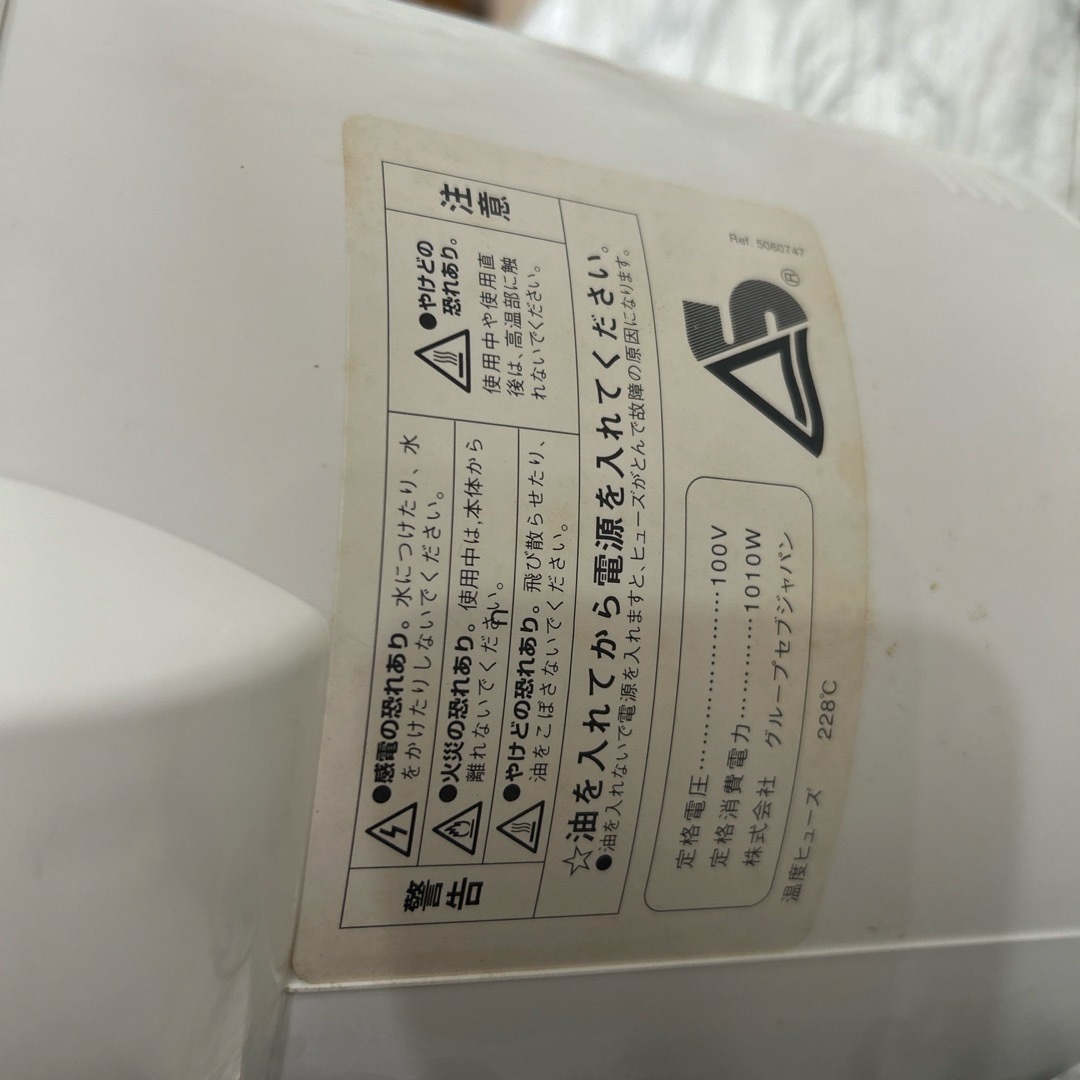 警告
●感電の恐れあり。水につけたり、水
をかけたりしないでください。
●火災の恐れあり。使用中は、本体から
離れないでください。
●やけどの恐れあり。飛び散らせたり、
油をこぼさないでください。
注意
●やけどの
恐れあり。
使用中や使用直
後は、高温部に触
れないでください。
☆油を入れてから電源を入れてください。
●油を入れないで電源を入れますと、ヒューズがとんで故障の原因になります。
定格電圧……………………100V
定格消費電力……………1010W
株式会社 グループセブジャパン
温度ヒューズ 228℃
Ref. 5060747
®